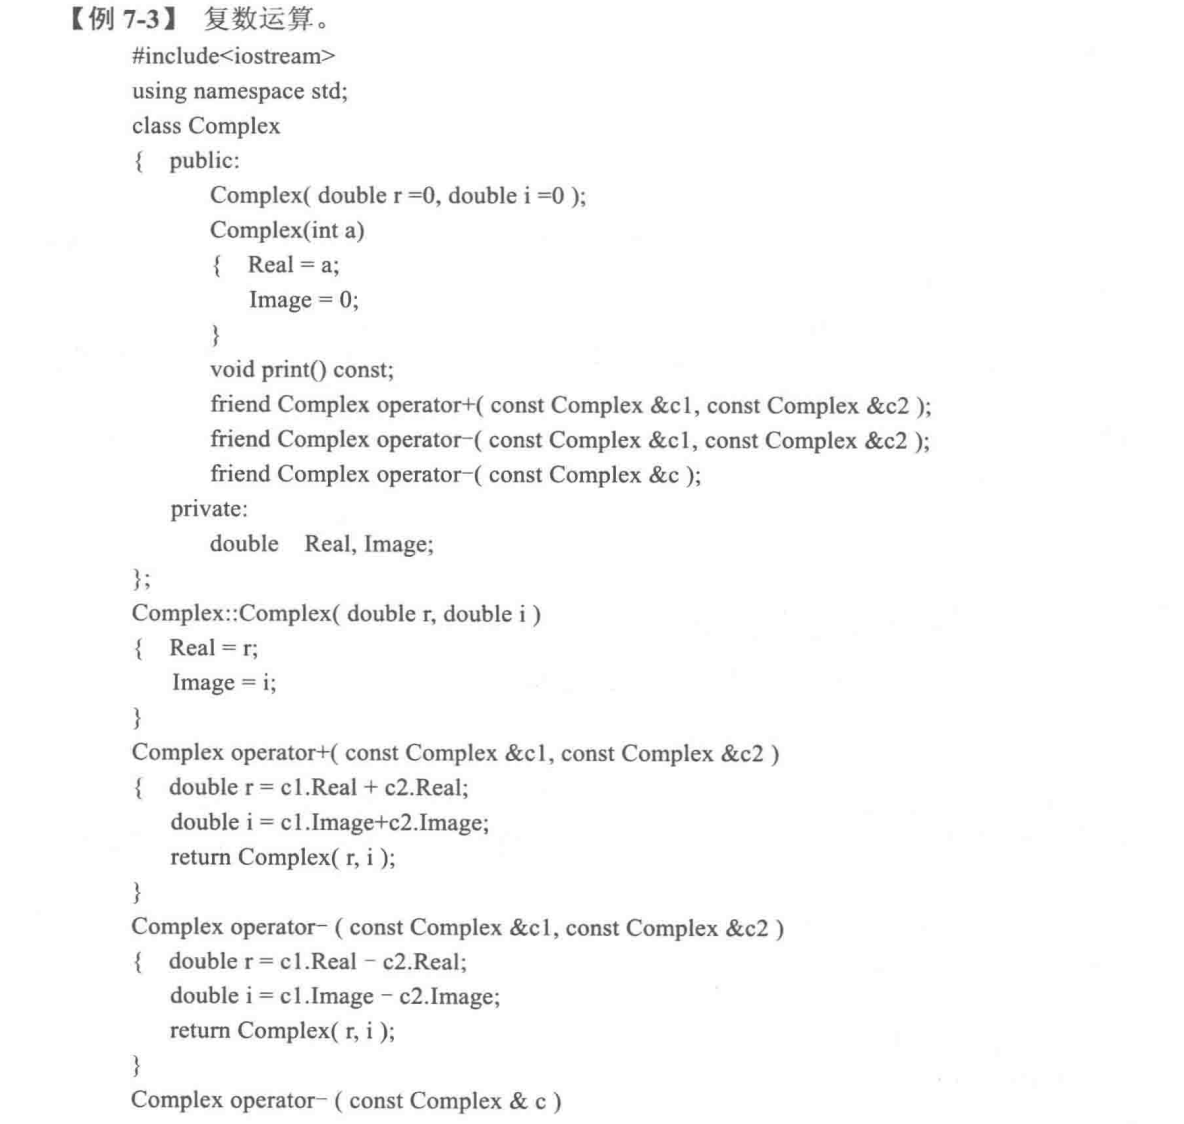 【例 7-3】 复数运算。
#include<iostream>
using namespace std;
class Complex
{ public:
Complex( double r =0, double i =0 );
Complex(int a)
{ Real = a;
Image = 0;
}
void print() const;
friend Complex operator+( const Complex &c1, const Complex &c2 );
friend Complex operator-( const Complex &c1, const Complex &c2 );
friend Complex operator-( const Complex &c );
private:
double Real, Image;
};
Complex::Complex( double r, double i )
{ Real = r;
Image = i;
}
Complex operator+( const Complex &c1, const Complex &c2 )
{ double r = c1.Real + c2.Real;
double i = c1.Image+c2.Image;
return Complex( r, i );
}
Complex operator- ( const Complex &c1, const Complex &c2 )
{ double r = c1.Real - c2.Real;
double i = c1.Image - c2.Image;
return Complex( r, i );
}
Complex operator- ( const Complex & c )